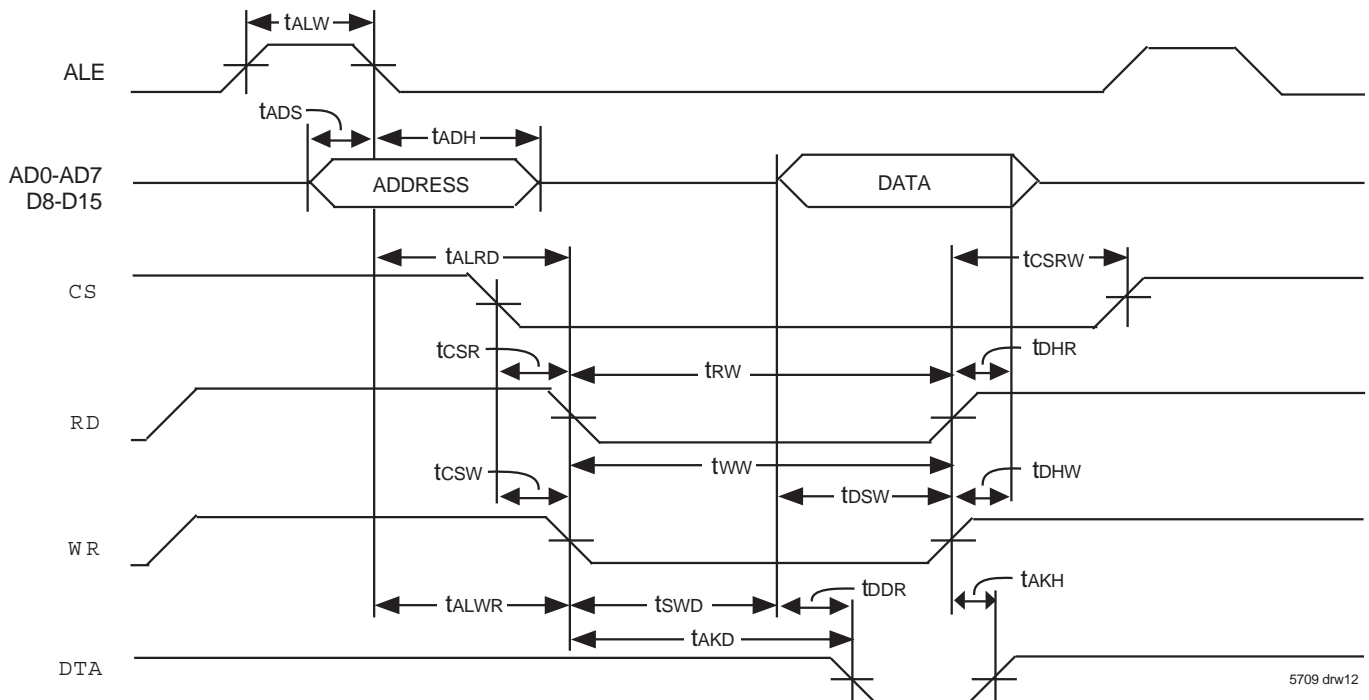 tALW
ALE
tADS
tADH
AD0-AD7
D8-D15
ADDRESS
DATA
tALRD
tCSRW
CS
tCSR
tRW
tDHR
RD
tCSW
tWW
tDHW
tDSW
WR
tALWR
tSWD
tDDR
tAKH
tAKD
DTA
5709 drw12